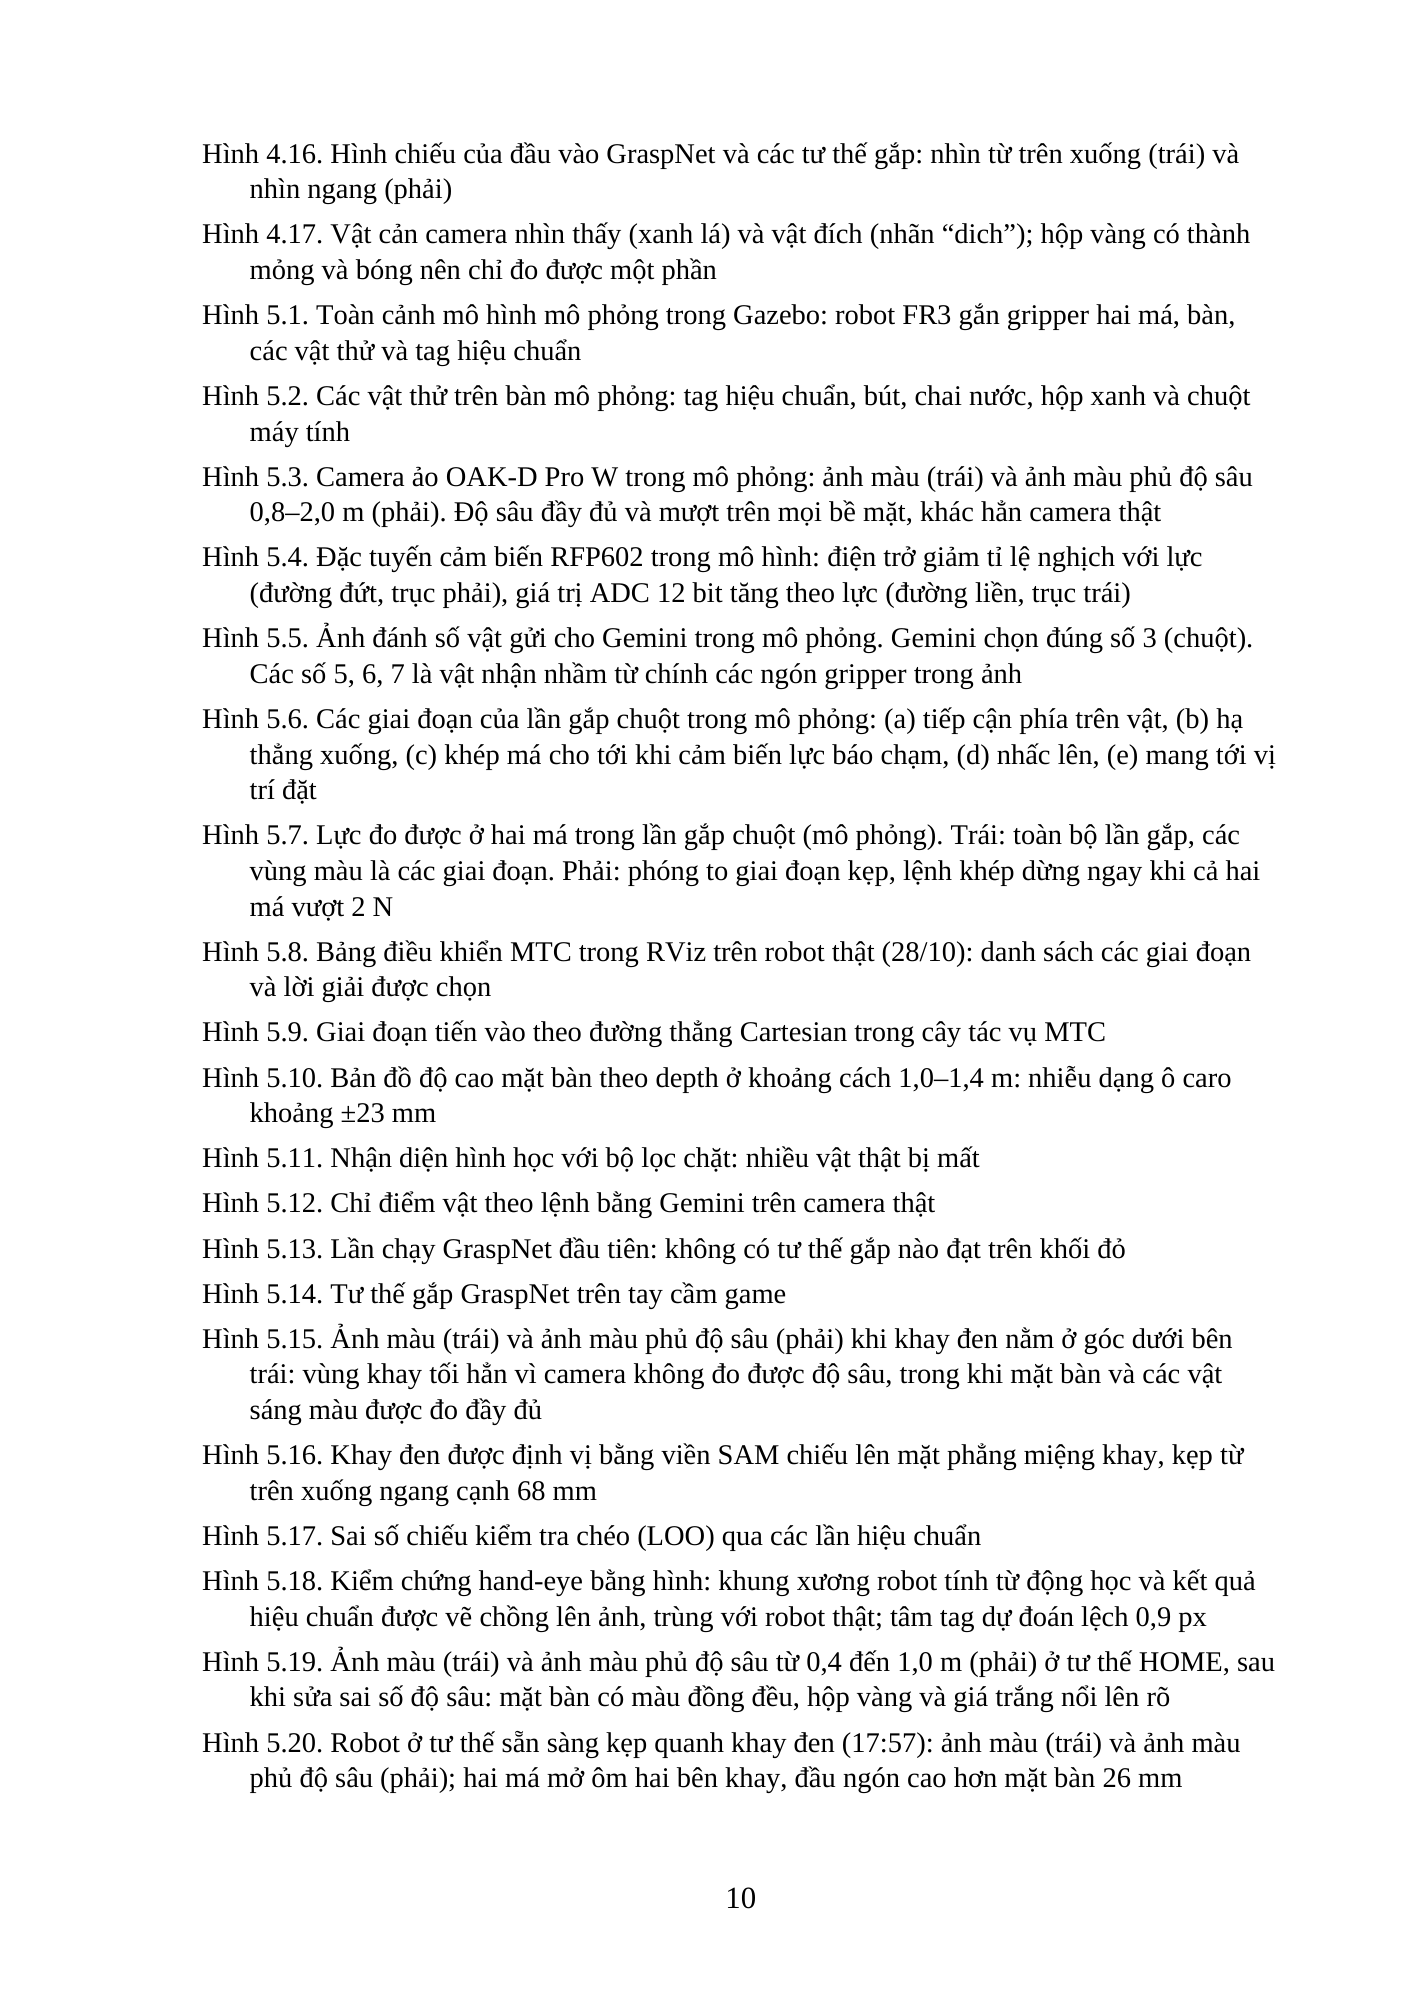 Hình 4.16. Hình chiếu của đầu vào GraspNet và các tư thế gắp: nhìn từ trên xuống (trái) và
nhìn ngang (phải)
Hình 4.17. Vật cản camera nhìn thấy (xanh lá) và vật đích (nhãn “dich”); hộp vàng có thành
mỏng và bóng nên chỉ đo được một phần
Hình 5.1. Toàn cảnh mô hình mô phỏng trong Gazebo: robot FR3 gắn gripper hai má, bàn,
các vật thử và tag hiệu chuẩn
Hình 5.2. Các vật thử trên bàn mô phỏng: tag hiệu chuẩn, bút, chai nước, hộp xanh và chuột
máy tính
Hình 5.3. Camera ảo OAK-D Pro W trong mô phỏng: ảnh màu (trái) và ảnh màu phủ độ sâu
0,8–2,0 m (phải). Độ sâu đầy đủ và mượt trên mọi bề mặt, khác hẳn camera thật
Hình 5.4. Đặc tuyến cảm biến RFP602 trong mô hình: điện trở giảm tỉ lệ nghịch với lực
(đường đứt, trục phải), giá trị ADC 12 bit tăng theo lực (đường liền, trục trái)
Hình 5.5. Ảnh đánh số vật gửi cho Gemini trong mô phỏng. Gemini chọn đúng số 3 (chuột).
Các số 5, 6, 7 là vật nhận nhầm từ chính các ngón gripper trong ảnh
Hình 5.6. Các giai đoạn của lần gắp chuột trong mô phỏng: (a) tiếp cận phía trên vật, (b) hạ
thẳng xuống, (c) khép má cho tới khi cảm biến lực báo chạm, (d) nhấc lên, (e) mang tới vị
trí đặt
Hình 5.7. Lực đo được ở hai má trong lần gắp chuột (mô phỏng). Trái: toàn bộ lần gắp, các
vùng màu là các giai đoạn. Phải: phóng to giai đoạn kẹp, lệnh khép dừng ngay khi cả hai
má vượt 2 N
Hình 5.8. Bảng điều khiển MTC trong RViz trên robot thật (28/10): danh sách các giai đoạn
và lời giải được chọn
Hình 5.9. Giai đoạn tiến vào theo đường thẳng Cartesian trong cây tác vụ MTC
Hình 5.10. Bản đồ độ cao mặt bàn theo depth ở khoảng cách 1,0–1,4 m: nhiễu dạng ô caro
khoảng ±23 mm
Hình 5.11. Nhận diện hình học với bộ lọc chặt: nhiều vật thật bị mất
Hình 5.12. Chỉ điểm vật theo lệnh bằng Gemini trên camera thật
Hình 5.13. Lần chạy GraspNet đầu tiên: không có tư thế gắp nào đạt trên khối đỏ
Hình 5.14. Tư thế gắp GraspNet trên tay cầm game
Hình 5.15. Ảnh màu (trái) và ảnh màu phủ độ sâu (phải) khi khay đen nằm ở góc dưới bên
trái: vùng khay tối hẳn vì camera không đo được độ sâu, trong khi mặt bàn và các vật
sáng màu được đo đầy đủ
Hình 5.16. Khay đen được định vị bằng viền SAM chiếu lên mặt phẳng miệng khay, kẹp từ
trên xuống ngang cạnh 68 mm
Hình 5.17. Sai số chiếu kiểm tra chéo (LOO) qua các lần hiệu chuẩn
Hình 5.18. Kiểm chứng hand-eye bằng hình: khung xương robot tính từ động học và kết quả
hiệu chuẩn được vẽ chồng lên ảnh, trùng với robot thật; tâm tag dự đoán lệch 0,9 px
Hình 5.19. Ảnh màu (trái) và ảnh màu phủ độ sâu từ 0,4 đến 1,0 m (phải) ở tư thế HOME, sau
khi sửa sai số độ sâu: mặt bàn có màu đồng đều, hộp vàng và giá trắng nổi lên rõ
Hình 5.20. Robot ở tư thế sẵn sàng kẹp quanh khay đen (17:57): ảnh màu (trái) và ảnh màu
phủ độ sâu (phải); hai má mở ôm hai bên khay, đầu ngón cao hơn mặt bàn 26 mm
10